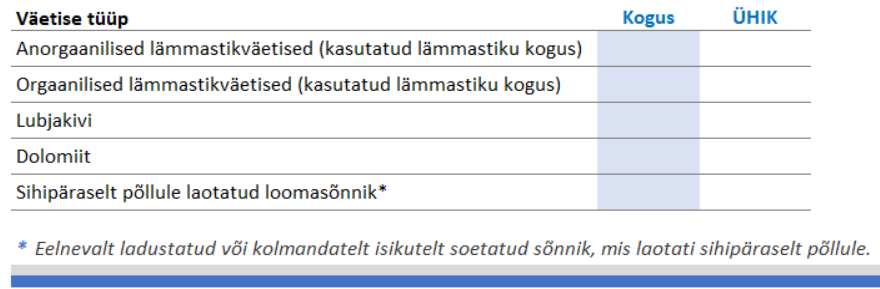 Väetise tüüp Kogus ÜHIK
Anorgaanilised lämmastikväetised (kasutatud lämmastiku kogus)
Orgaanilised lämmastikväetised (kasutatud lämmastiku kogus)
Lubjakivi
Dolomiit
Sihipäraselt põllule laotatud loomasõnnik*
* Eelnevalt ladustatud või kolmandatelt isikutelt soetatud sõnnik, mis laotati sihipäraselt põllule.